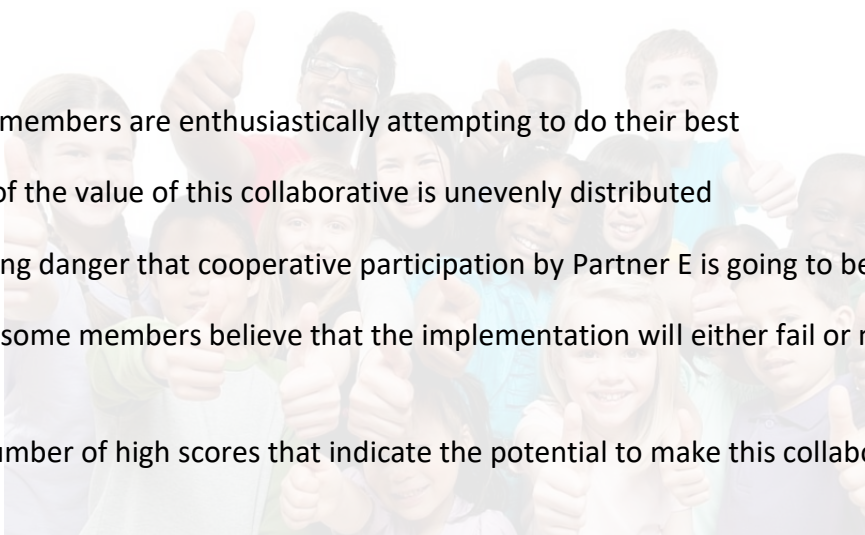 members are enthusiastically attempting to do their best
of the value of this collaborative is unevenly distributed
ng danger that cooperative participation by Partner E is going to be
some members believe that the implementation will either fail or
umber of high scores that indicate the potential to make this collabo